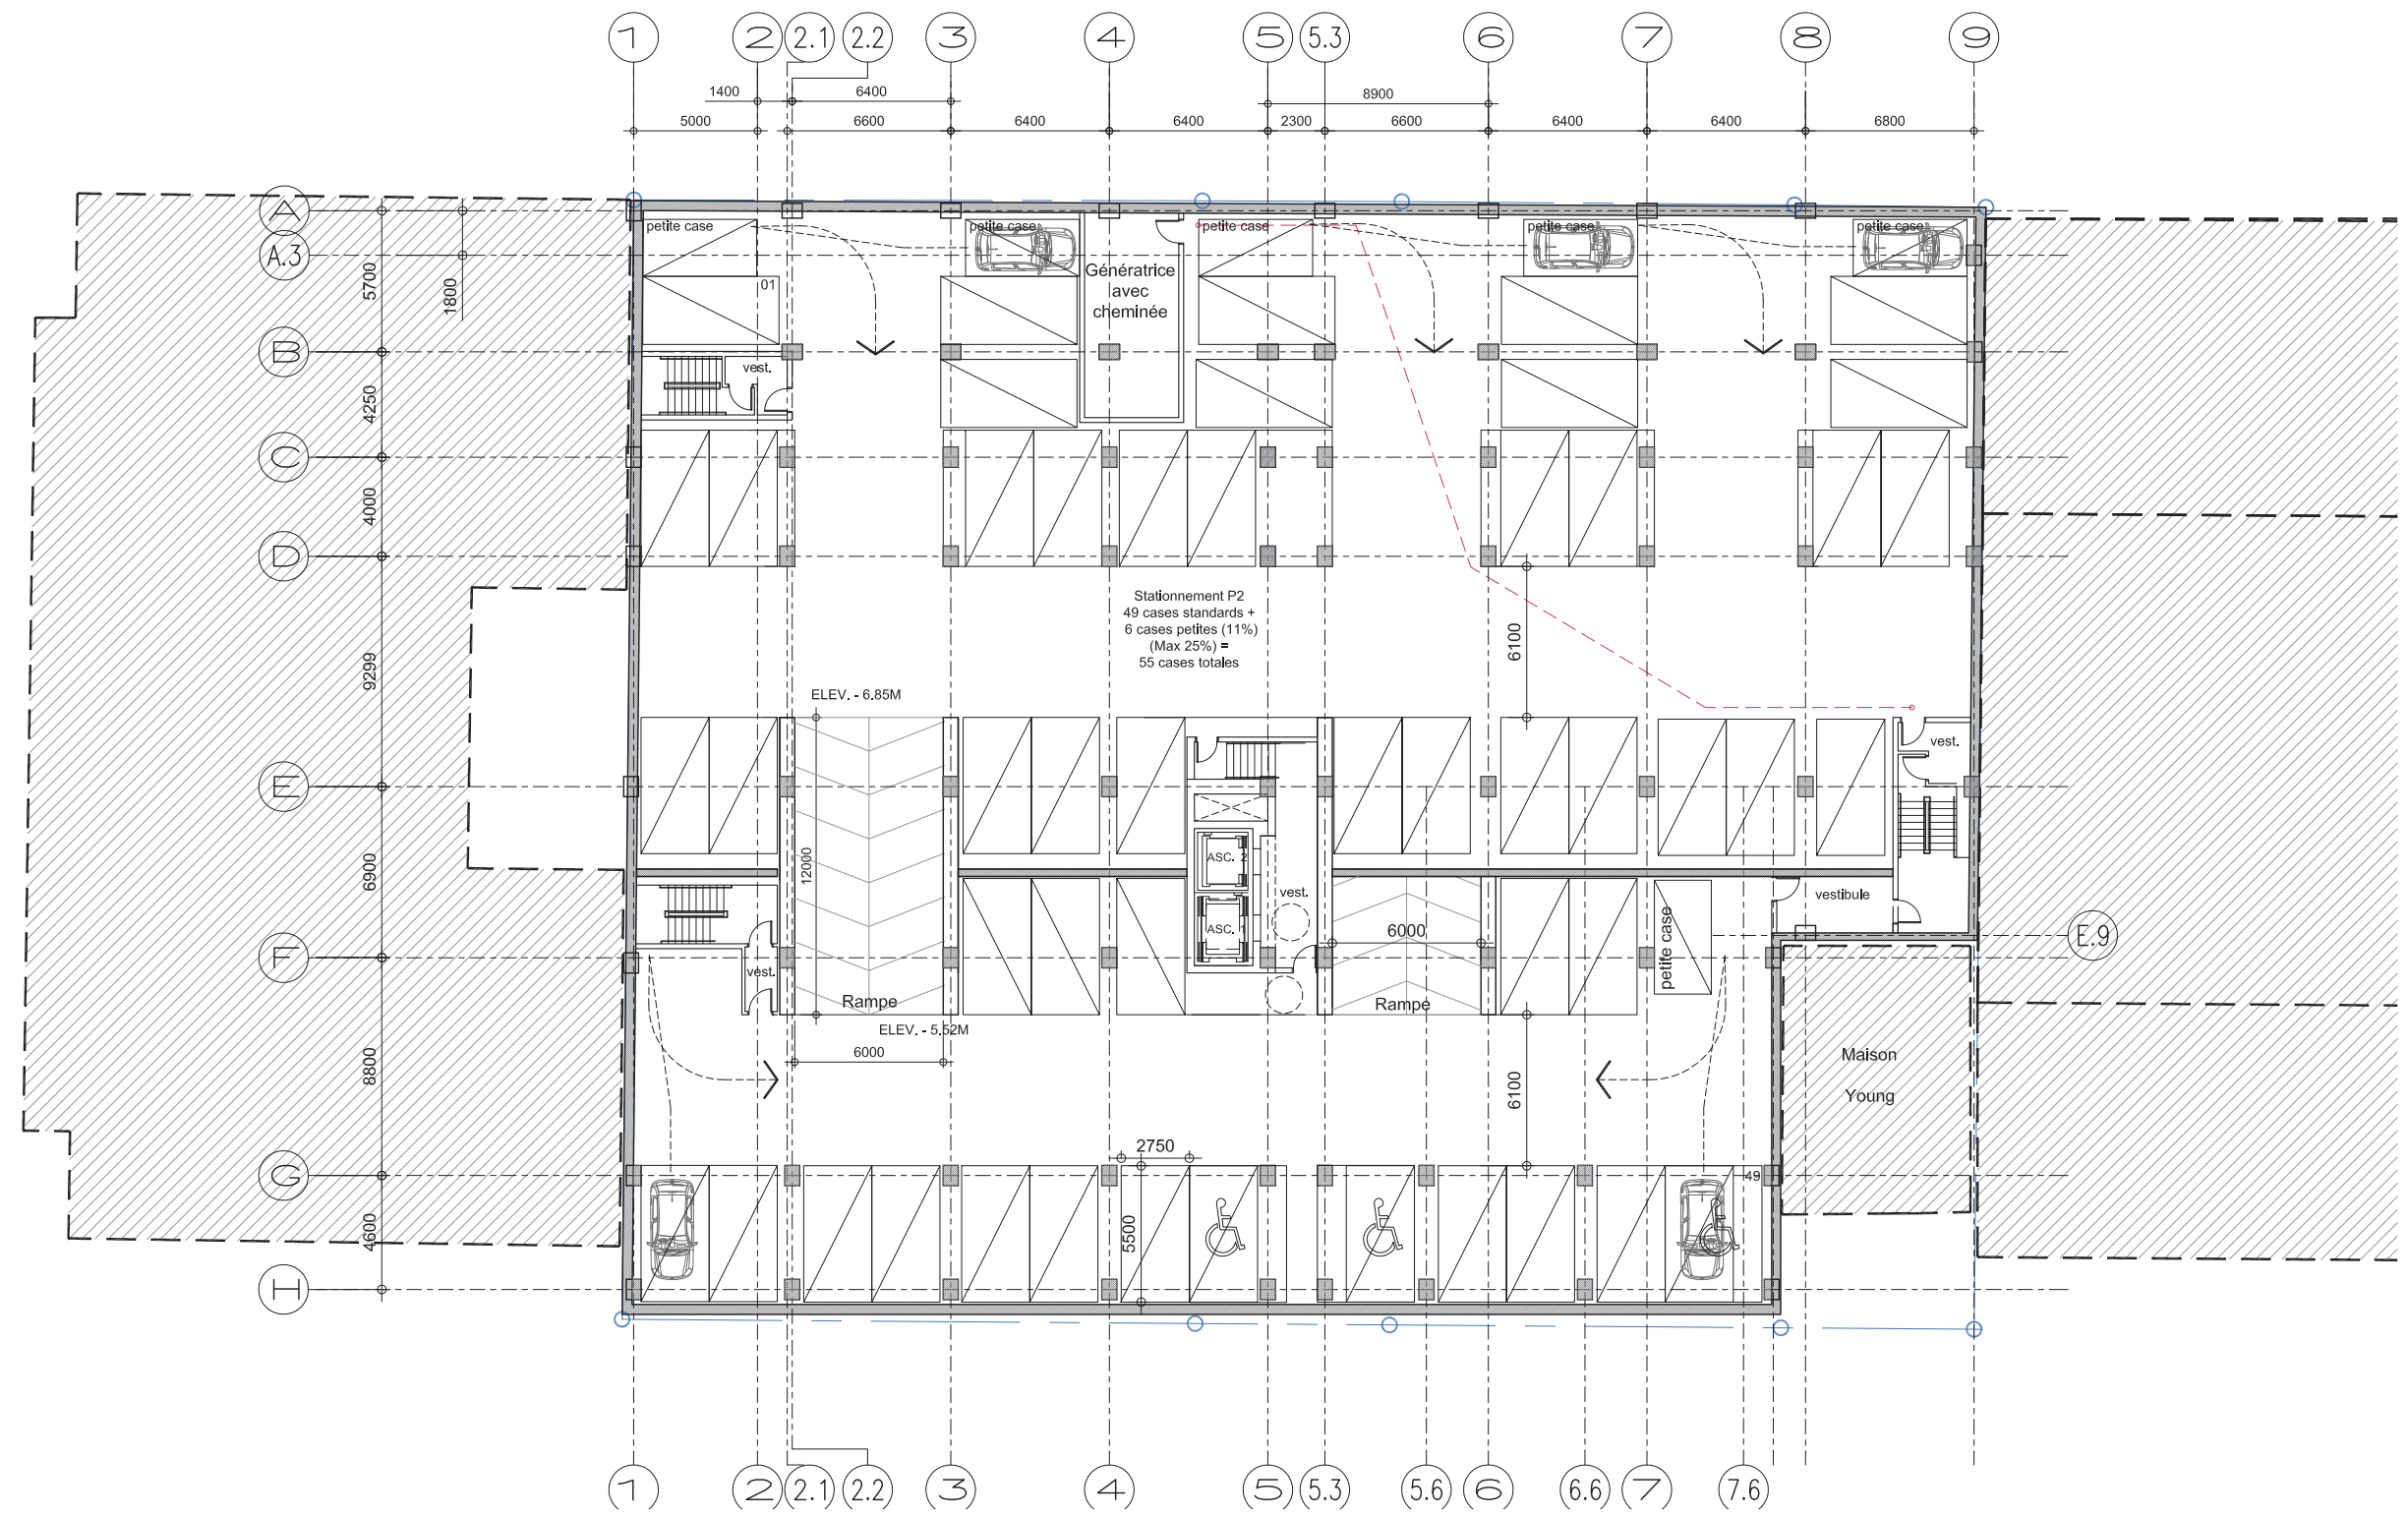 1 2 2.1 2.2 3 4 5 5.3 6 7 8 9
1400 6400 8900
5000 6600 6400 6400 2300 6600 6400 6400 6800
A
A.3
B
C
D
E
F
G
H
E.9
5700
1800
4250
4000
9299
6900
8800
4600
petite case
petite case
petite case
petite case
petite case
01
Génératrice
avec
cheminée
vest.
Stationnement P2
49 cases standards +
6 cases petites (11%)
(Max 25%) =
55 cases totales
6100
ELEV. - 6.85M
12000
vest.
ASC. 2
ASC. 1
vest.
vestibule
petite case
6000
vest.
Rampe
Rampe
ELEV. - 5.52M
6000
6100
Maison
Young
2750
5500
49
1 2 2.1 2.2 3 4 5 5.3 5.6 6 6.6 7 7.6